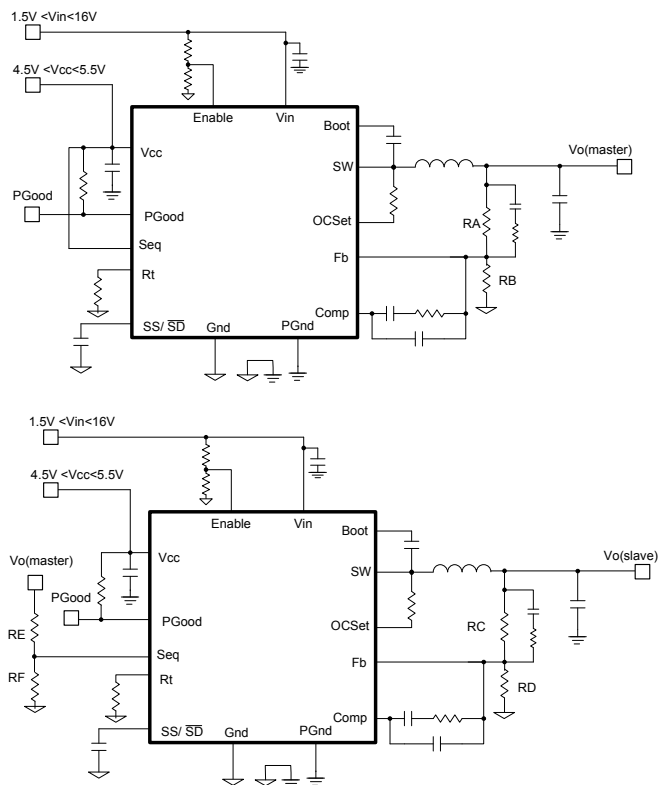 1.5V <Vin<16V
4.5V <Vcc<5.5V
Enable
Vin
Boot
Vcc
Vo(master)
SW
PGood
PGood
OCSet
RA
Seq
Fb
Rt
RB
Comp
SS/ SD
Gnd
PGnd
1.5V <Vin<16V
4.5V <Vcc<5.5V
Enable
Vin
Boot
Vo(master)
Vcc
Vo(slave)
SW
PGood
PGood
OCSet
RC
RE
Seq
Fb
RF
Rt
RD
Comp
SS/ SD
Gnd
PGnd